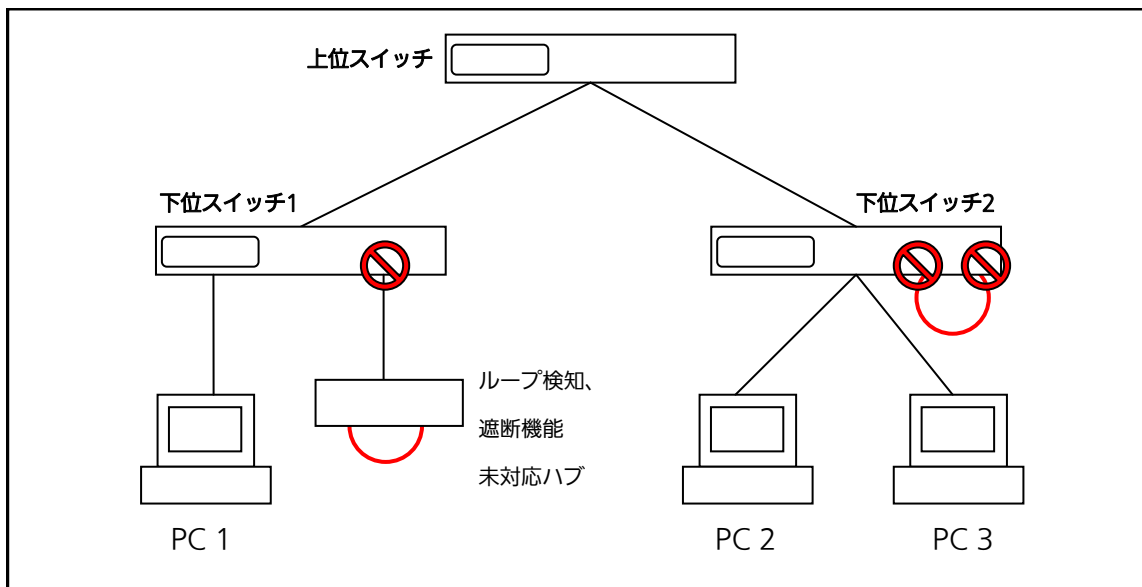 上位スイッチ
下位スイッチ1
下位スイッチ2
ループ検知、
遮断機能
未対応ハブ
PC 1
PC 2
PC 3